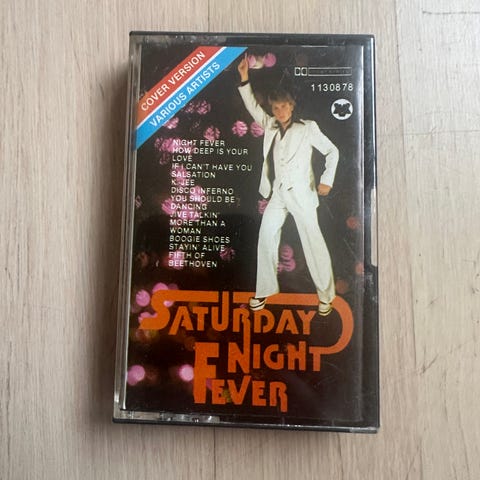 COVER VERSION
VARIOUS ARTISTS
1130878
NIGHT FEVER
HOW DEEP IS YOUR
LOVE
IF I CAN'T HAVE YOU
SALSATION
K-JEE
DISCO INFERNO
YOU SHOULD BE
DANCING
JIVE TALKIN'
MORE THAN A
WOMAN
BOOGIE SHOES
STAYIN' ALIVE
FIFTH OF
BEETHOVEN
SATURDAY
NIGHT
FEVER